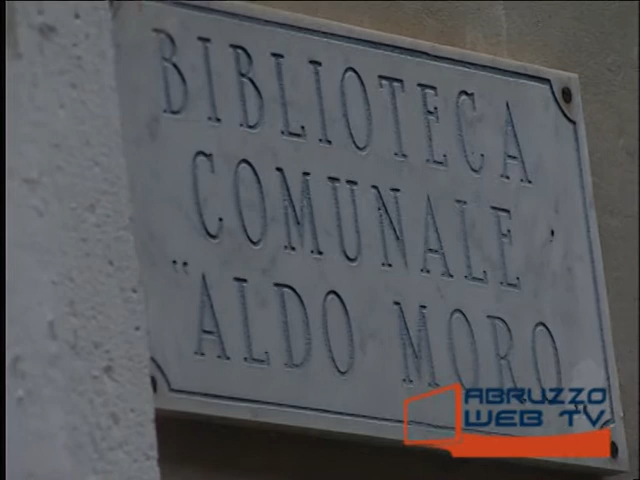 BIBLIOTECA
COMUNALE
"ALDO MORO
ABRUZZO
WEB TV